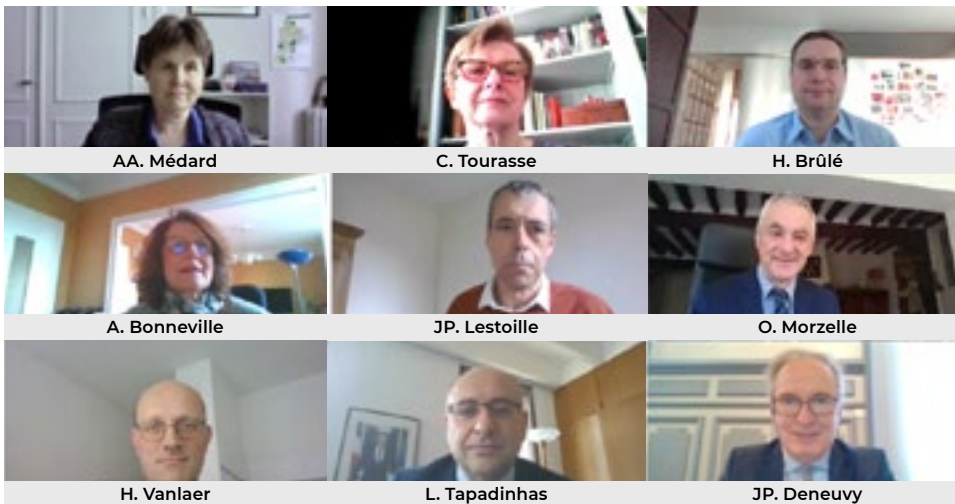 AA. Médard
C. Tourasse
H. Brûlé
A. Bonneville
JP. Lestoille
O. Morzelle
H. Vanlaer
L. Tapadinhas
JP. Deneuvy